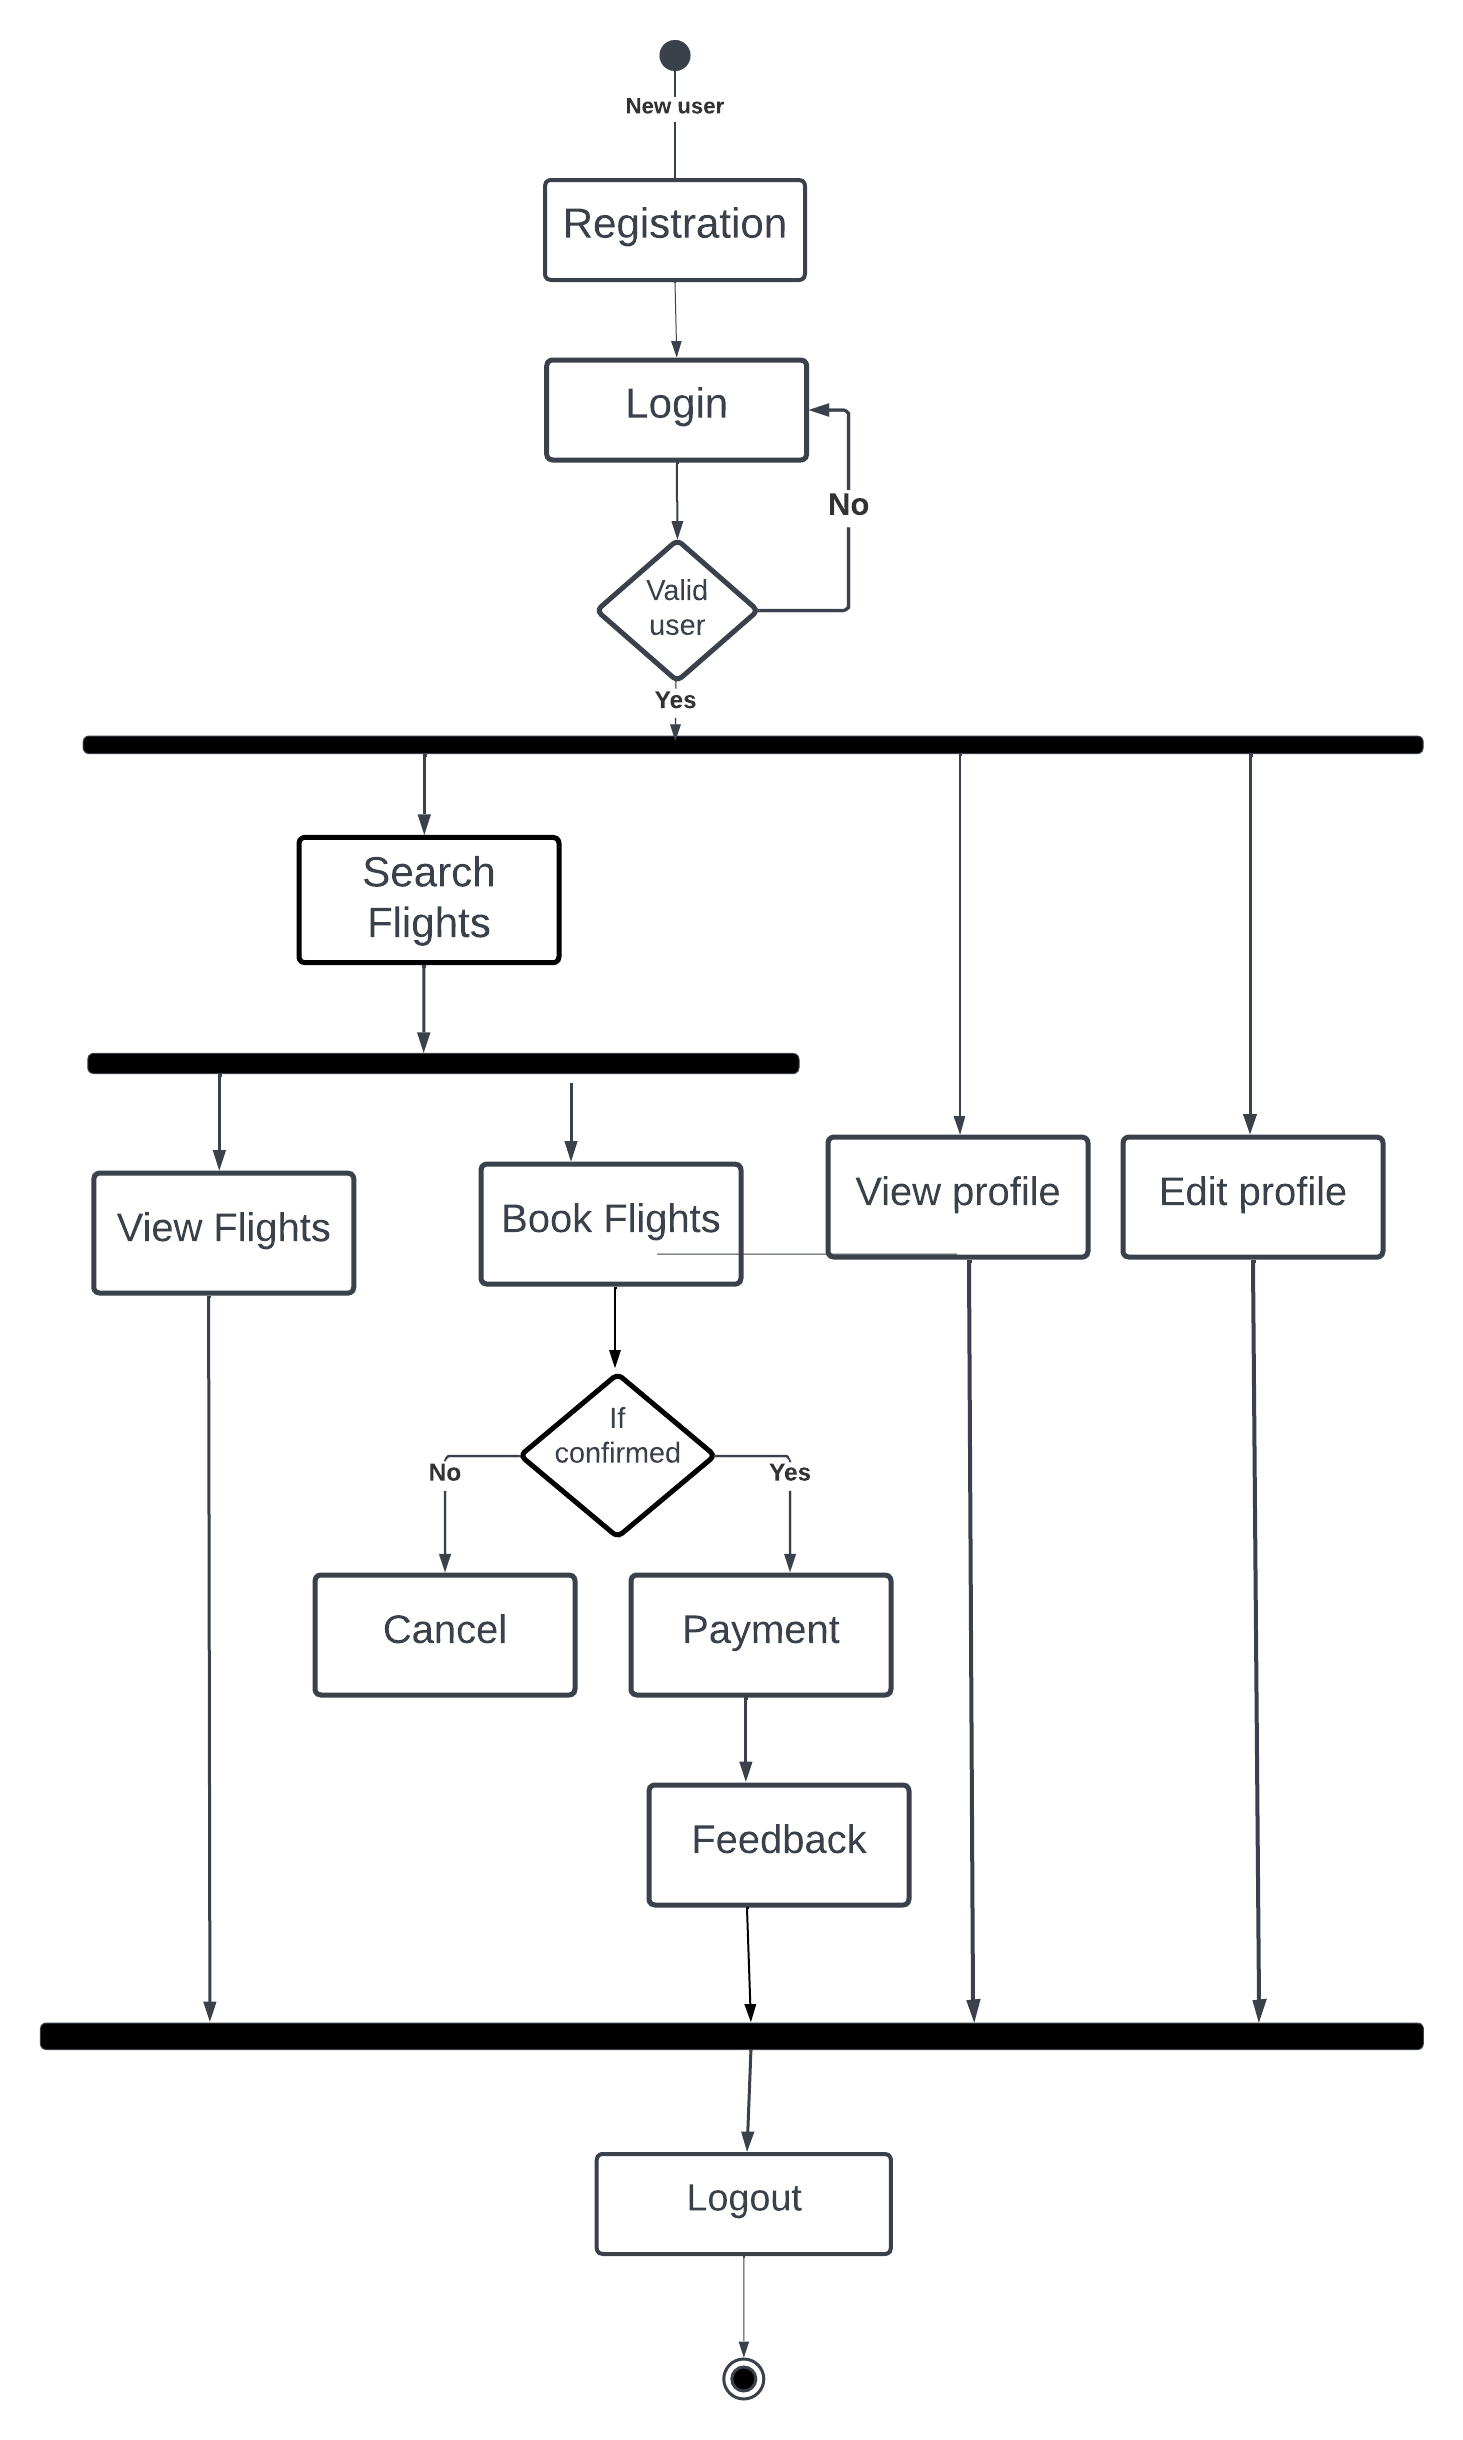 New user
Registration
Login
No
Valid
user
Yes
Search
Flights
View Flights
Book Flights
View profile
Edit profile
If
confirmed
No
Yes
Cancel
Payment
Feedback
Logout